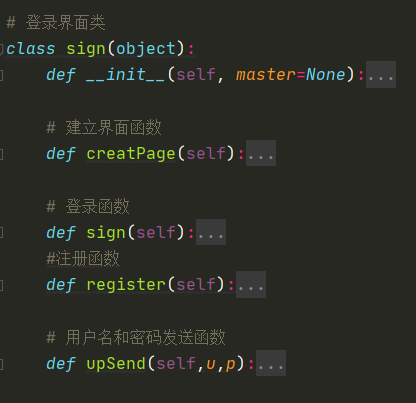 # 登录界面类
class sign(object):
def __init__(self, master=None):...
# 建立界面函数
def creatPage(self):...
# 登录函数
def sign(self):...
#注册函数
def register(self):...
# 用户名和密码发送函数
def upSend(self,u,p):...